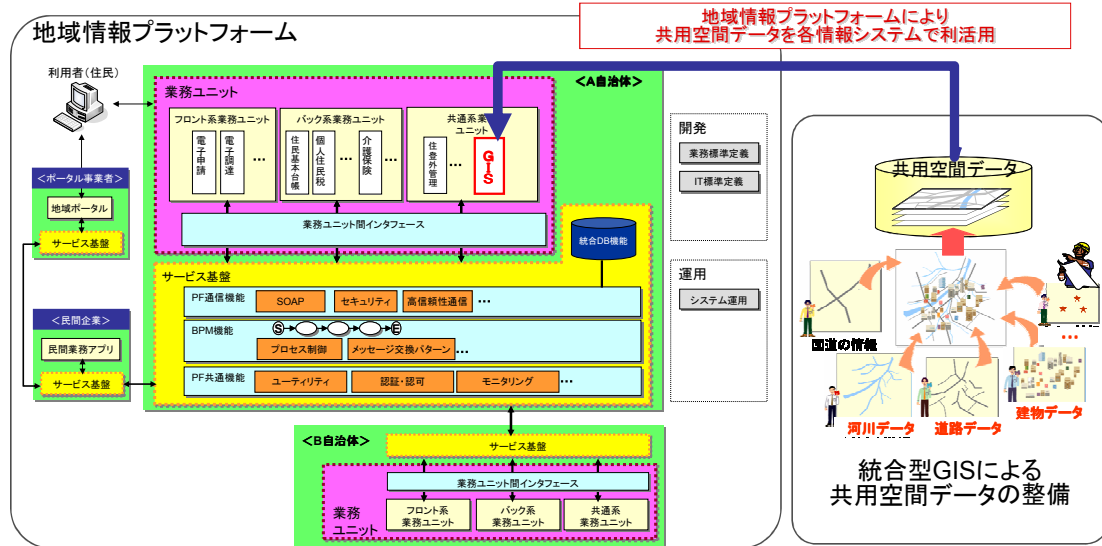 地域情報プラットフォーム
地域情報プラットフォームにより
共用空間データを各情報システムで利活用
利用者(住民)
<A自治体>
業務ユニット
フロント系業務ユニット
電子申請
電子調達
…
バック系業務ユニット
住民基本台帳
個人住民税
…
介護保険
…
共通系業
ユニット
住登外管理
…
GIS
業務ユニット間インタフェース
統合DB機能
サービス基盤
PF通信機能
SOAP
セキュリティ
高信頼性通信
…
BPM機能
S
E
プロセス制御
メッセージ交換パターン
…
PF共通機能
ユーティリティ
認証・認可
モニタリング
…
<ポータル事業者>
地域ポータル
サービス基盤
<民間企業>
民間業務アプリ
サービス基盤
開発
業務標準定義
IT標準定義
運用
システム運用
<B自治体>
サービス基盤
業務ユニット間インタフェース
業務
ユニット
フロント系
業務ユニット
バック系
業務ユニット
共通系
業務ユニット
共用空間データ
国道の情報
…
河川データ
道路データ
建物データ
統合型GISによる
共用空間データの整備